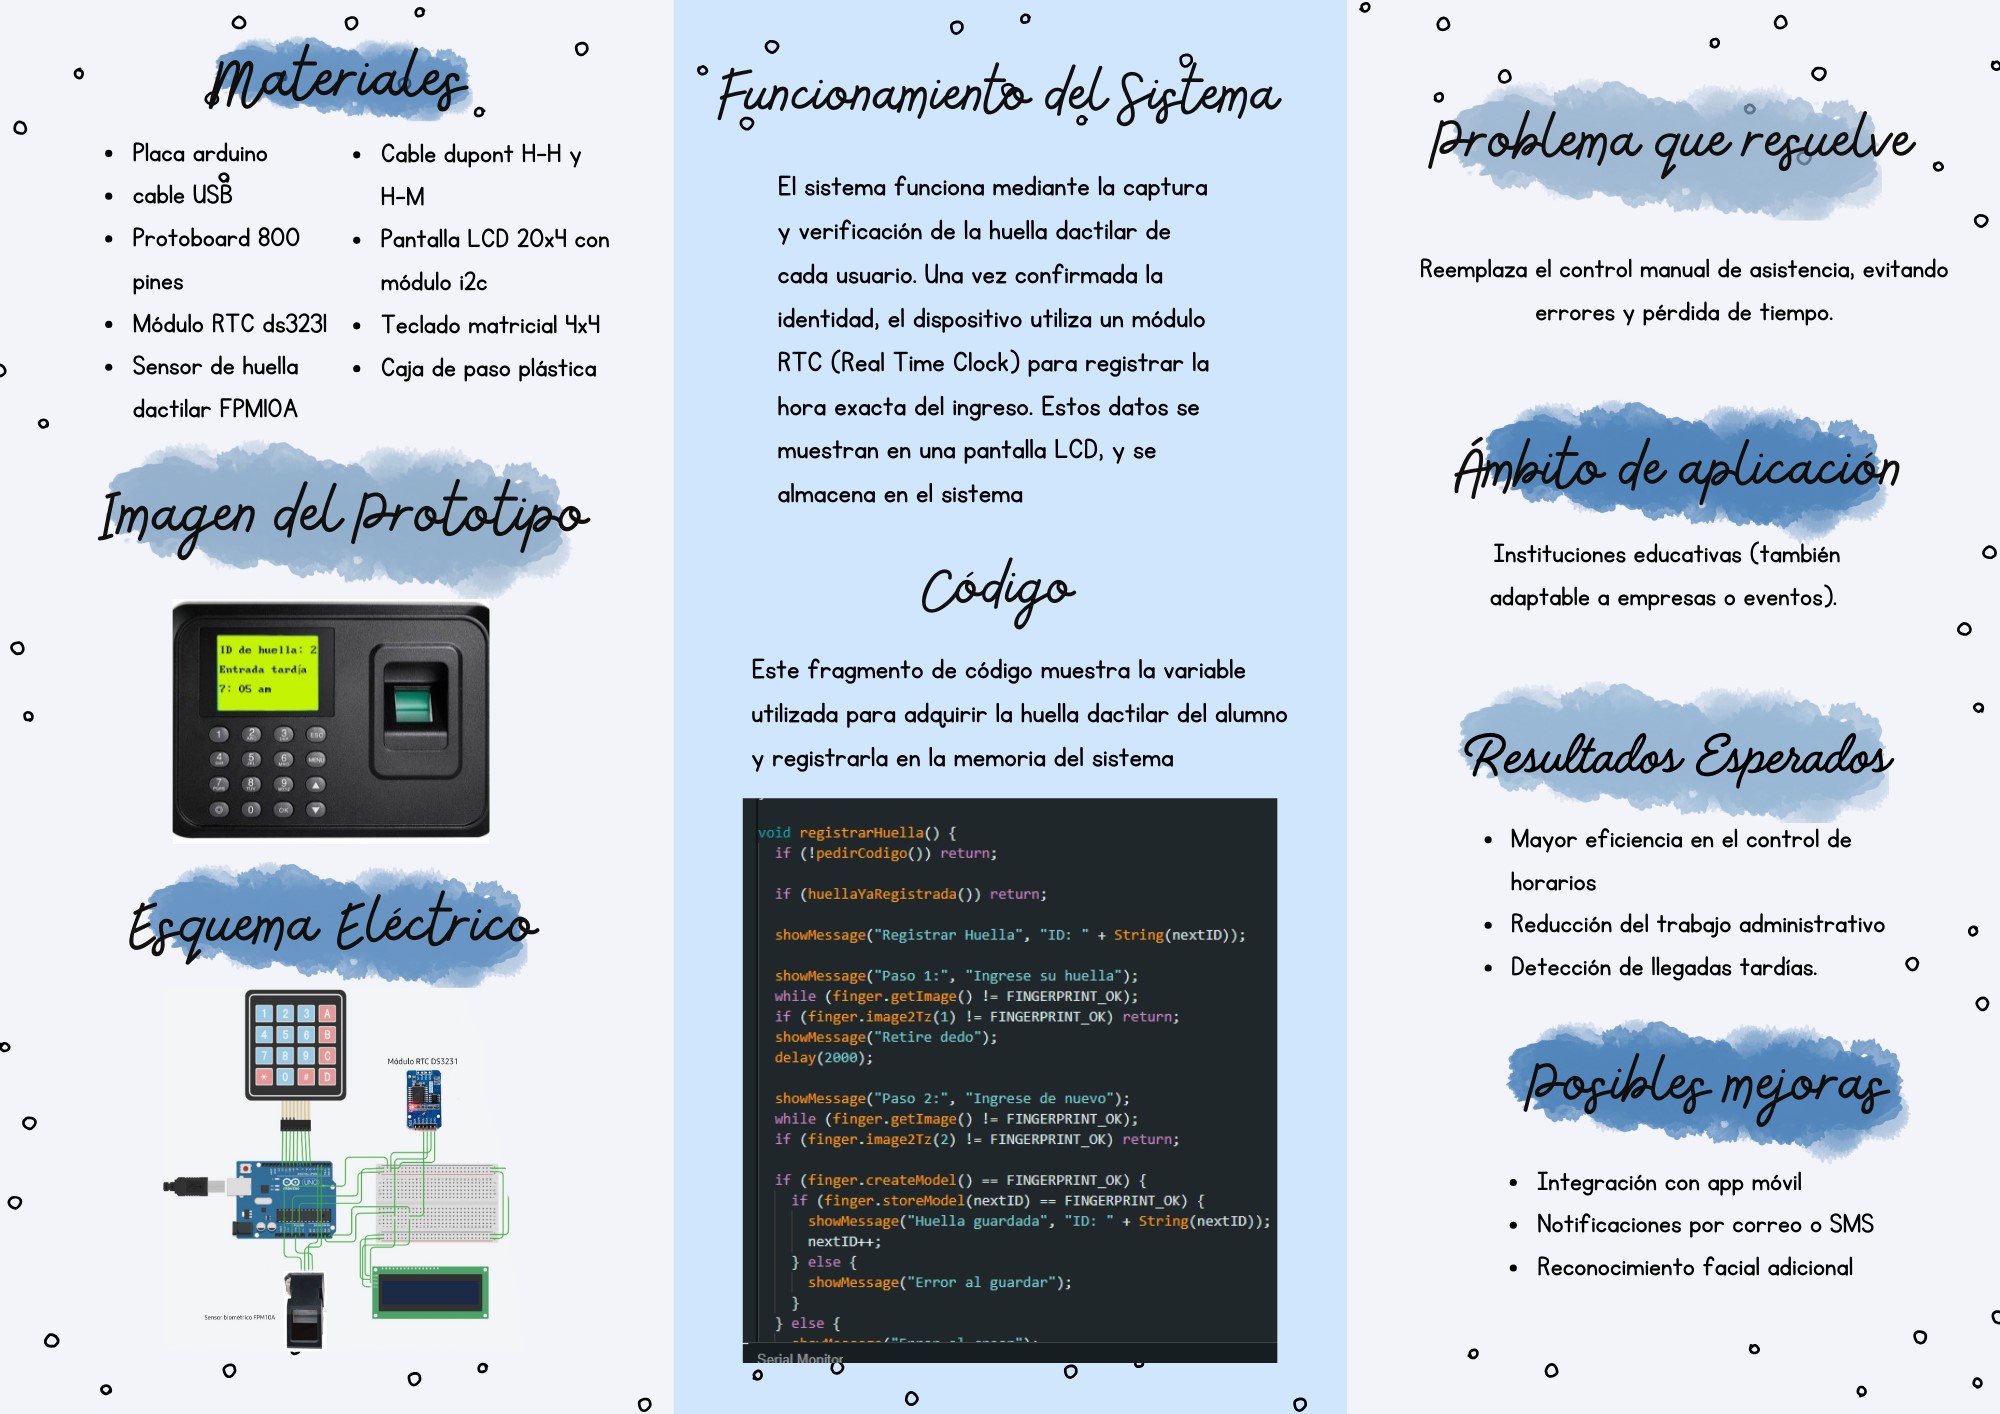 Materiales
Placa arduino
cable USB
Protoboard 800
pines
Módulo RTC ds3231
Sensor de huella
dactilar FPM10A
Cable dupont H-H y
H-M
Pantalla LCD 20x4 con
módulo i2c
Teclado matricial 4x4
Caja de paso plástica
Imagen del Prototipo
ID de huella: 2
Entrada tardía
7: 05 am
1 2 3 ESC
4 5 6 MENU
7 8 9
0 OK
Esquema Eléctrico
1 2 3 A
4 5 6 B
7 8 9 C
* 0 # D
Módulo RTC DS3231
UNO
Sensor biométrico FPM10A
Funcionamiento del Sistema
El sistema funciona mediante la captura
y verificación de la huella dactilar de
cada usuario. Una vez confirmada la
identidad, el dispositivo utiliza un módulo
RTC (Real Time Clock) para registrar la
hora exacta del ingreso. Estos datos se
muestran en una pantalla LCD, y se
almacena en el sistema
Código
Este fragmento de código muestra la variable
utilizada para adquirir la huella dactilar del alumno
y registrarla en la memoria del sistema
void registrarHuella() {
if (!pedirCodigo()) return;
if (huellaYaRegistrada()) return;
showMessage("Registrar Huella", "ID: " + String(nextID));
showMessage("Paso 1:", "Ingrese su huella");
while (finger.getImage() != FINGERPRINT_OK);
if (finger.image2Tz(1) != FINGERPRINT_OK) return;
showMessage("Retire dedo");
delay(2000);
showMessage("Paso 2:", "Ingrese de nuevo");
while (finger.getImage() != FINGERPRINT_OK);
if (finger.image2Tz(2) != FINGERPRINT_OK) return;
if (finger.createModel() == FINGERPRINT_OK) {
if (finger.storeModel(nextID) == FINGERPRINT_OK) {
showMessage("Huella guardada", "ID: " + String(nextID));
nextID++;
} else {
showMessage("Error al guardar");
}
} else {
showMessage("Error al crear");
Serial Monitor
Problema que resuelve
Reemplaza el control manual de asistencia, evitando
errores y pérdida de tiempo.
Ámbito de aplicación
Instituciones educativas (también
adaptable a empresas o eventos).
Resultados Esperados
Mayor eficiencia en el control de
horarios
Reducción del trabajo administrativo
Detección de llegadas tardías.
Posibles mejoras
Integración con app móvil
Notificaciones por correo o SMS
Reconocimiento facial adicional